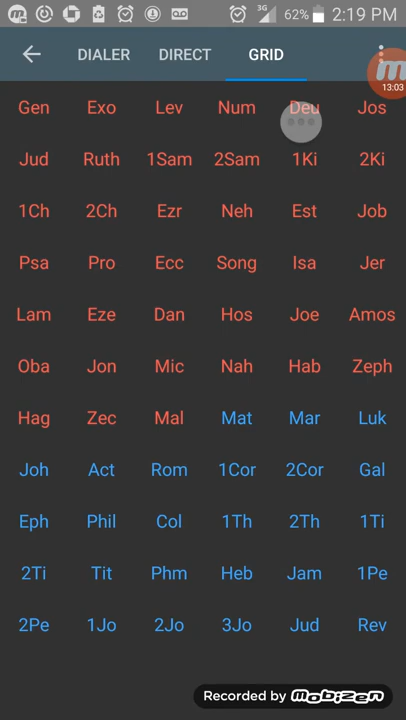 3G 62% 2:19 PM
DIALER DIRECT GRID
13:03
Gen Exo Lev Num Deu Jos
Jud Ruth 1Sam 2Sam 1Ki 2Ki
1Ch 2Ch Ezr Neh Est Job
Psa Pro Ecc Song Isa Jer
Lam Eze Dan Hos Joe Amos
Oba Jon Mic Nah Hab Zeph
Hag Zec Mal Mat Mar Luk
Joh Act Rom 1Cor 2Cor Gal
Eph Phil Col 1Th 2Th 1Ti
2Ti Tit Phm Heb Jam 1Pe
2Pe 1Jo 2Jo 3Jo Jud Rev
Recorded by mobizen